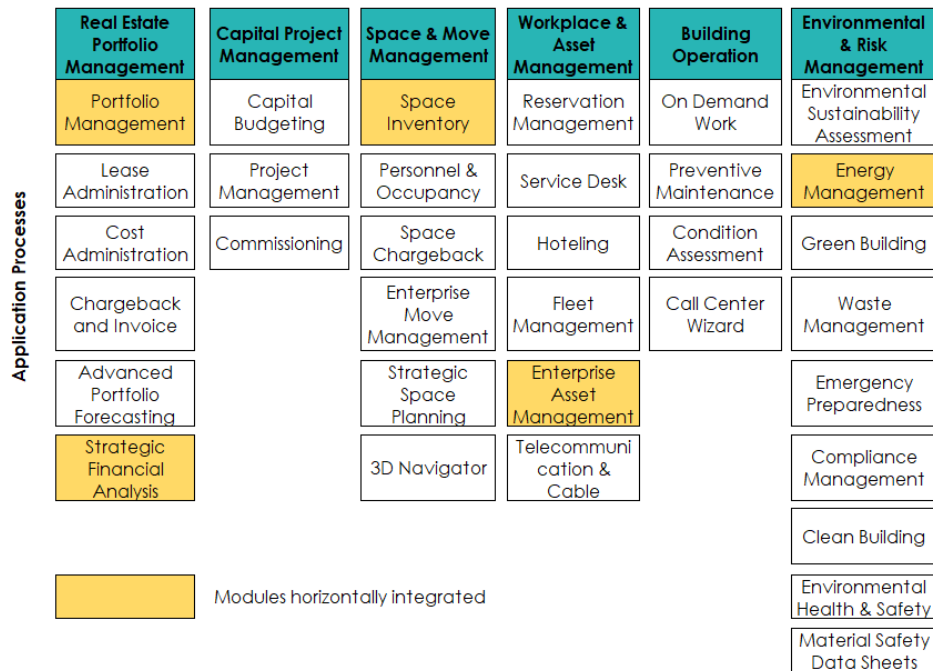 Real Estate
Portfolio
Management
Capital Project
Management
Space & Move
Management
Workplace &
Asset
Management
Building
Operation
Environmental
& Risk
Management
Application Processes
Portfolio
Management
Lease
Administration
Cost
Administration
Chargeback
and Invoice
Advanced
Portfolio
Forecasting
Strategic
Financial
Analysis
Capital
Budgeting
Project
Management
Commissioning
Space
Inventory
Personnel &
Occupancy
Space
Chargeback
Enterprise
Move
Management
Strategic
Space
Planning
3D Navigator
Reservation
Management
Service Desk
Hoteling
Fleet
Management
Enterprise
Asset
Management
Telecommuni
cation &
Cable
On Demand
Work
Preventive
Maintenance
Condition
Assessment
Call Center
Wizard
Environmental
Sustainability
Assessment
Energy
Management
Green Building
Waste
Management
Emergency
Preparedness
Compliance
Management
Clean Building
Environmental
Health & Safety
Material Safety
Data Sheets
Modules horizontally integrated